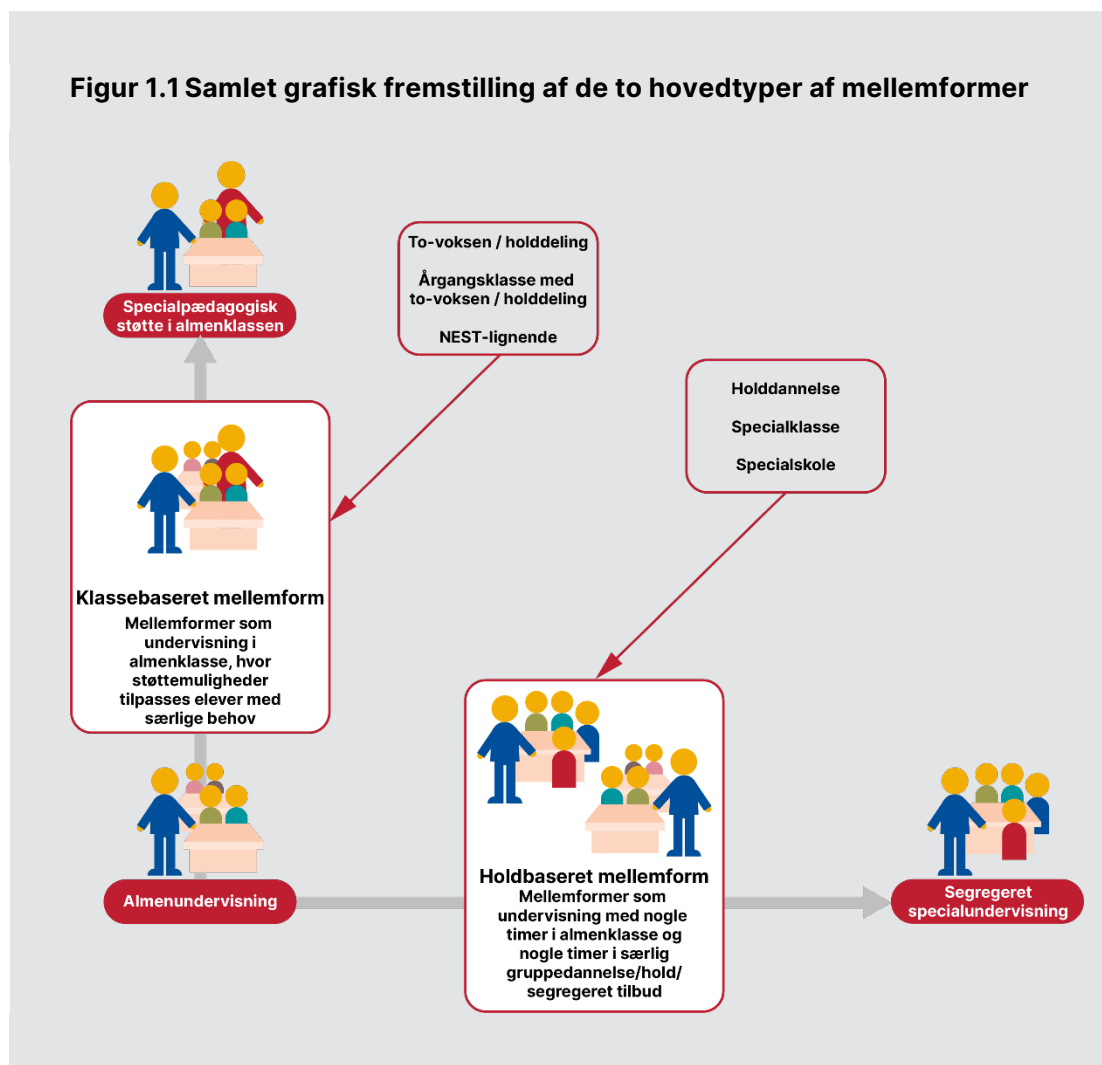 Figur 1.1 Samlet grafisk fremstilling af de to hovedtyper af mellemformer
Specialpædagogisk
støtte i almenklassen
To-voksen / holddeling
Årgangsklasse med
to-voksen / holddeling
NEST-lignende
Holddannelse
Specialklasse
Specialskole
Klassebaseret mellemform
Mellemformer som
undervisning i
almenklasse, hvor
støttemuligheder
tilpasses elever med
særlige behov
Almenundervisning
Holdbaseret mellemform
Mellemformer som
undervisning med nogle
timer i almenklasse og
nogle timer i særlig
gruppedannelse/hold/
segregeret tilbud
Segregeret
specialundervisning